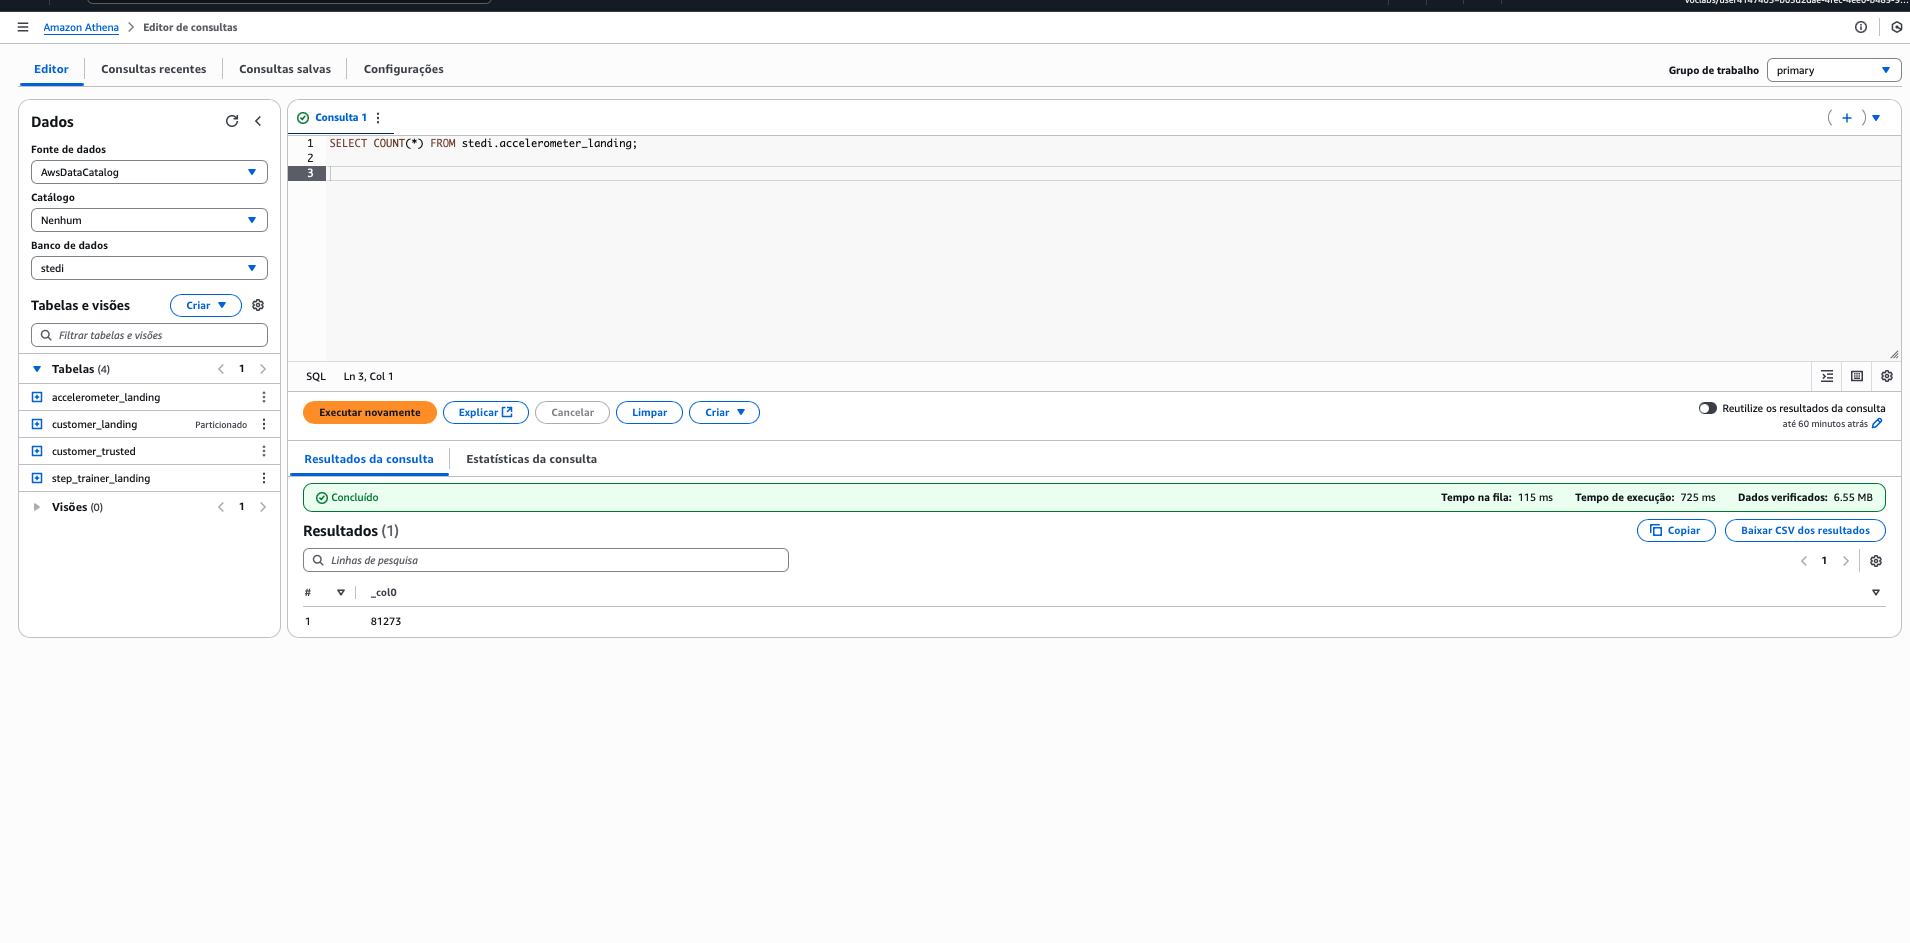 Amazon Athena > Editor de consultas
Editor
Consultas recentes
Consultas salvas
Configurações
Grupo de trabalho
primary
Dados
Fonte de dados
AwsDataCatalog
Catálogo
Nenhum
Banco de dados
stedi
Tabelas e visões
Criar
Filtrar tabelas e visões
Tabelas (4)
1
accelerometer_landing
customer_landing Particionado
customer_trusted
step_trainer_landing
Visões (0)
1
Consulta 1
1 SELECT COUNT(*) FROM stedi.accelerometer_landing;
2
3
SQL Ln 3, Col 1
Executar novamente
Explicar
Cancelar
Limpar
Criar
Reutilize os resultados da consulta
até 60 minutos atrás
Resultados da consulta
Estatísticas da consulta
Concluído
Tempo na fila: 115 ms
Tempo de execução: 725 ms
Dados verificados: 6.55 MB
Resultados (1)
Copiar
Baixar CSV dos resultados
Linhas de pesquisa
1
# _col0
1 81273